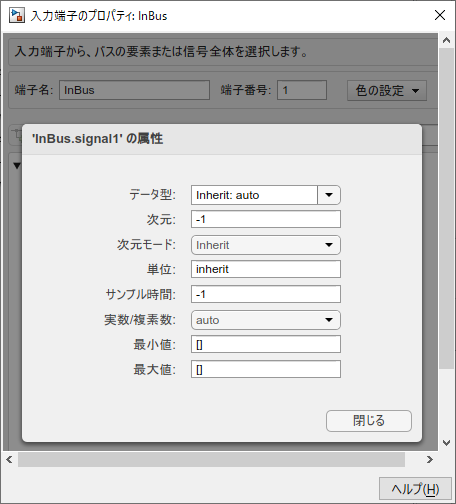 入力端子のプロパティ: InBus
入力端子から、バスの要素または信号全体を選択します。
端子名: InBus 端子番号: 1 色の設定
'InBus.signal1' の属性
データ型: Inherit: auto
次元: -1
次元モード: Inherit
単位: inherit
サンプル時間: -1
実数/複素数: auto
最小値: []
最大値: []
閉じる
ヘルプ(H)